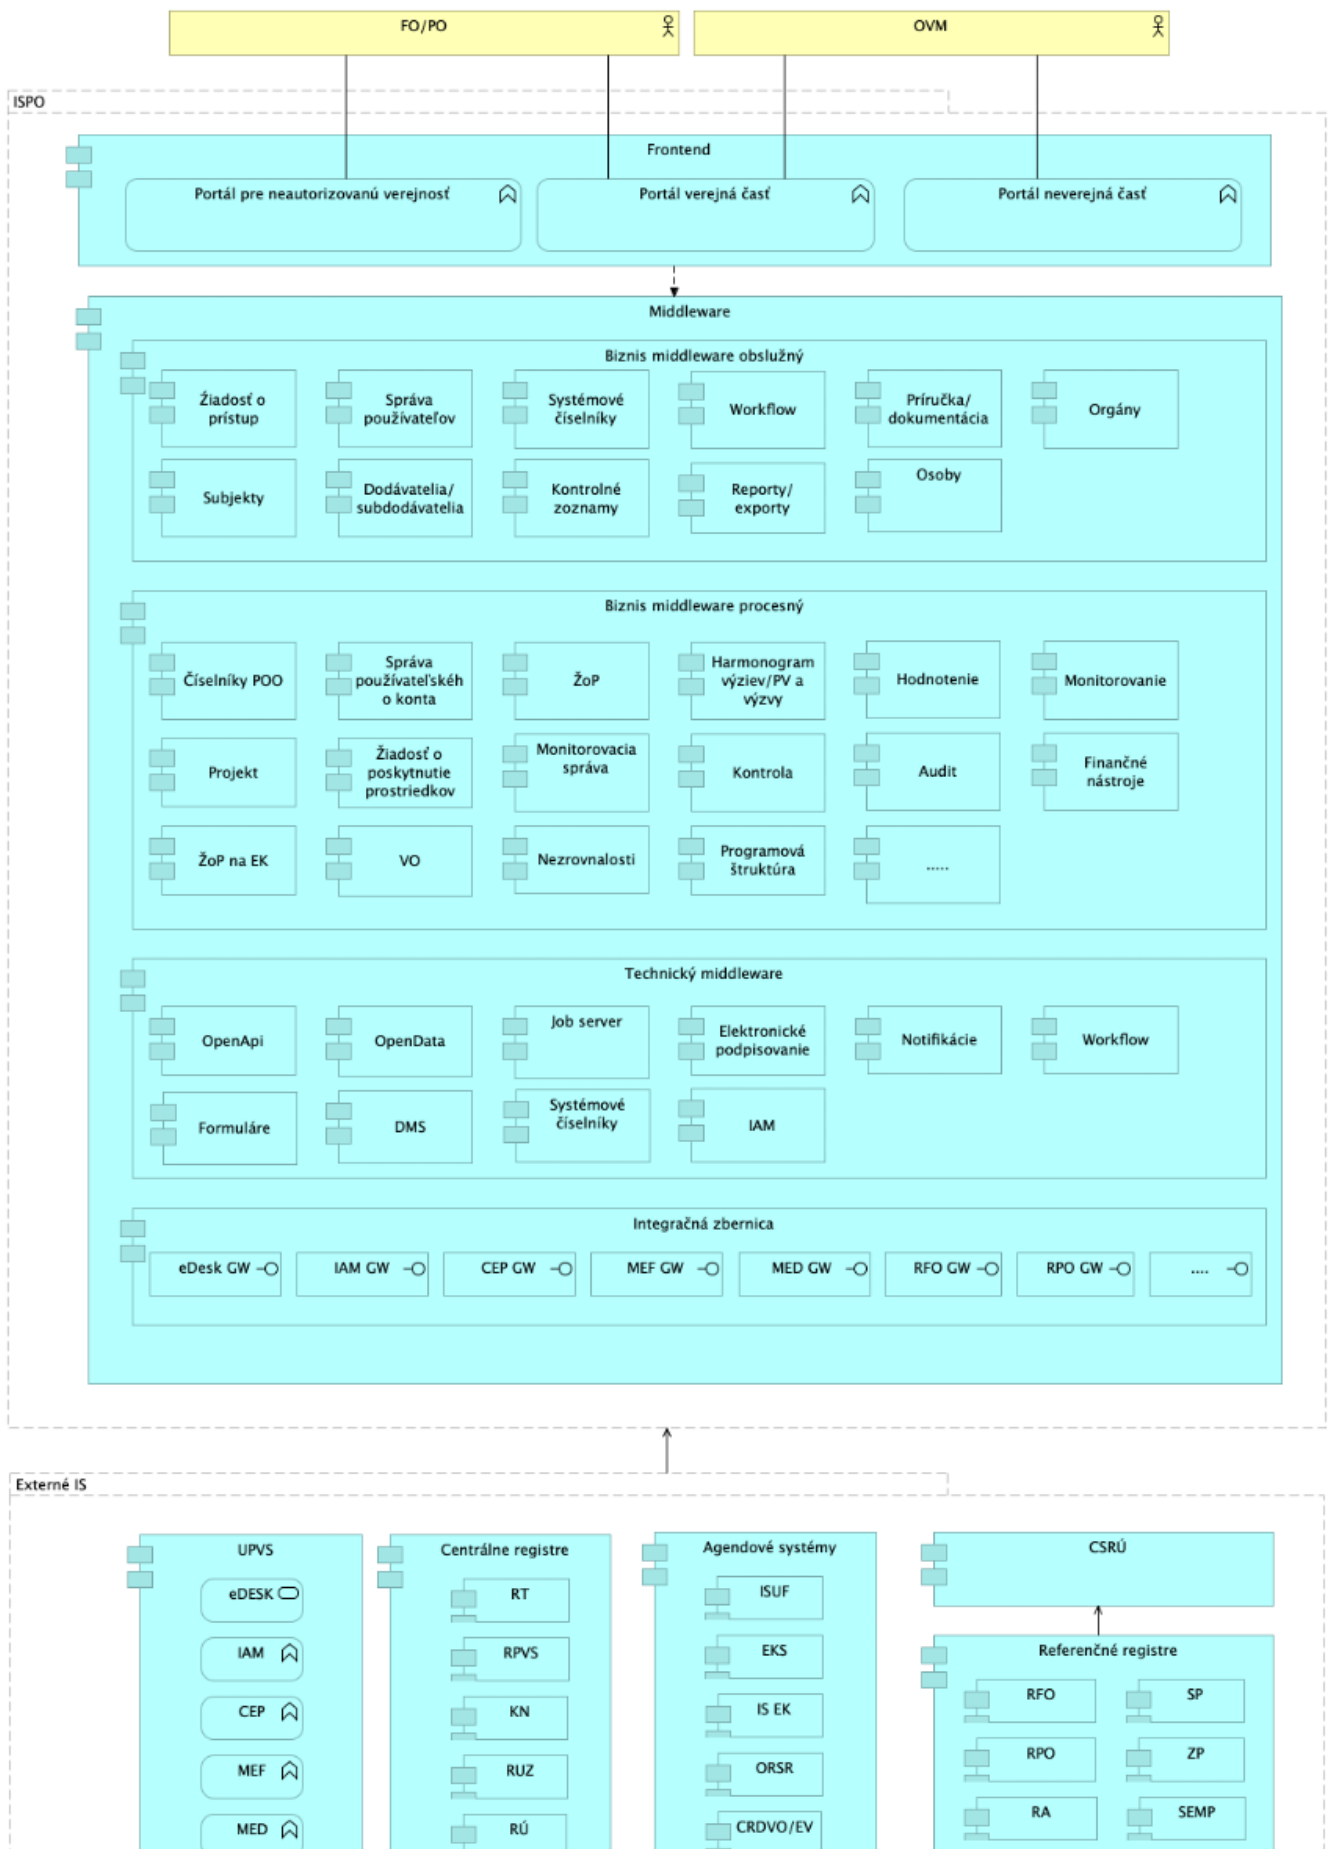 FO/PO
OVM
ISPO
Frontend
Portál pre neautorizovanú verejnosť
Portál verejná časť
Portál neverejná časť
Middleware
Biznis middleware obslužný
Žiadosť o
prístup
Správa
používateľov
Systémové
číselníky
Workflow
Príručka/
dokumentácia
Orgány
Subjekty
Dodávatelia/
subdodávatelia
Kontrolné
zoznamy
Reporty/
exporty
Osoby
Biznis middleware procesný
Číselníky POO
Správa
používateľskéh
o konta
ŽoP
Harmonogram
výziev/PV a
výzvy
Hodnotenie
Monitorovanie
Projekt
Žiadosť o
poskytnutie
prostriedkov
Monitorovacia
správa
Kontrola
Audit
Finančné
nástroje
ŽoP na EK
VO
Nezrovnalosti
Programová
štruktúra
.....
Technický middleware
OpenApi
OpenData
Job server
Elektronické
podpisovanie
Notifikácie
Workflow
Formuláre
DMS
Systémové
číselníky
IAM
Integračná zbernica
eDesk GW
IAM GW
CEP GW
MEF GW
MED GW
RFO GW
RPO GW
....
Externé IS
UPVS
eDESK
IAM
CEP
MEF
MED
Centrálne registre
RT
RPVS
KN
RUZ
RÚ
Agendové systémy
ISUF
EKS
IS EK
ORSR
CRDVO/EV
CSRÚ
Referenčné registre
RFO
SP
RPO
ZP
RA
SEMP